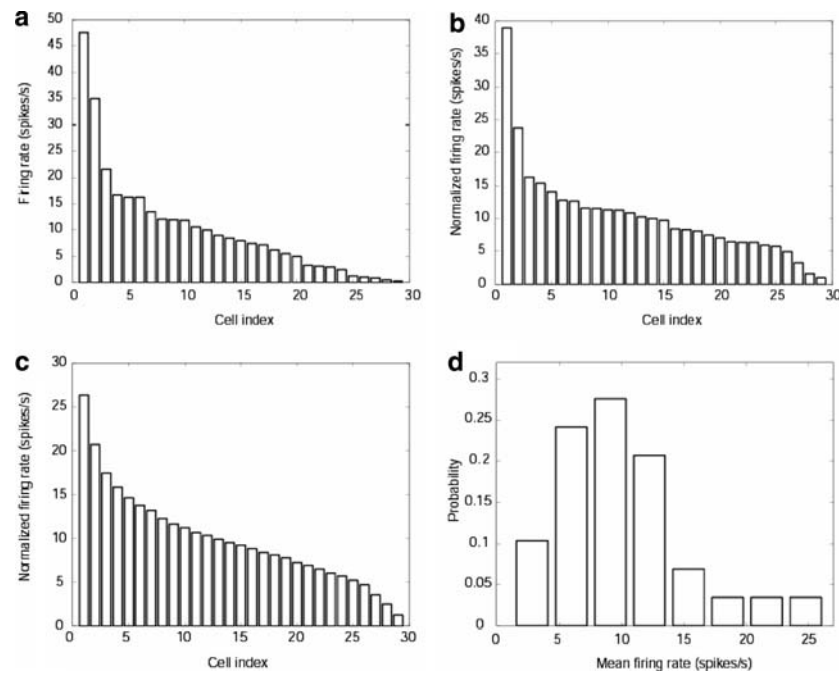 a
50
45
40
35
30
25
20
15
10
5
0
Firing rate (spikes/s)
0 5 10 15 20 25 30
Cell index
b
40
35
30
25
20
15
10
5
0
Normalized firing rate (spikes/s)
0 5 10 15 20 25 30
Cell index
c
30
25
20
15
10
5
0
Normalized firing rate (spikes/s)
0 5 10 15 20 25 30
Cell index
d
0.3
0.25
0.2
0.15
0.1
0.05
0
Probability
0 5 10 15 20 25
Mean firing rate (spikes/s)